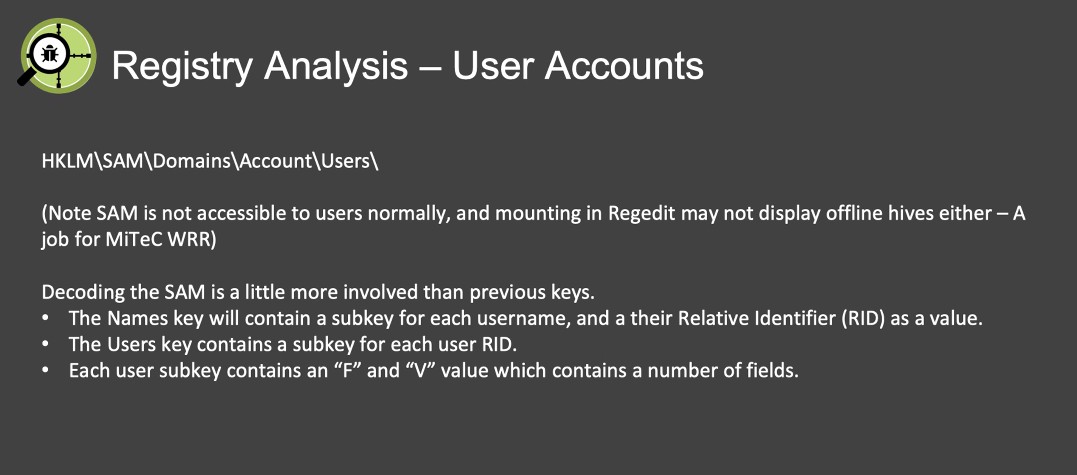 Registry Analysis – User Accounts
HKLM\SAM\Domains\Account\Users\
(Note SAM is not accessible to users normally, and mounting in Regedit may not display offline hives either – A
job for MiTeC WRR)
Decoding the SAM is a little more involved than previous keys.
• The Names key will contain a subkey for each username, and a their Relative Identifier (RID) as a value.
• The Users key contains a subkey for each user RID.
• Each user subkey contains an “F” and “V” value which contains a number of fields.